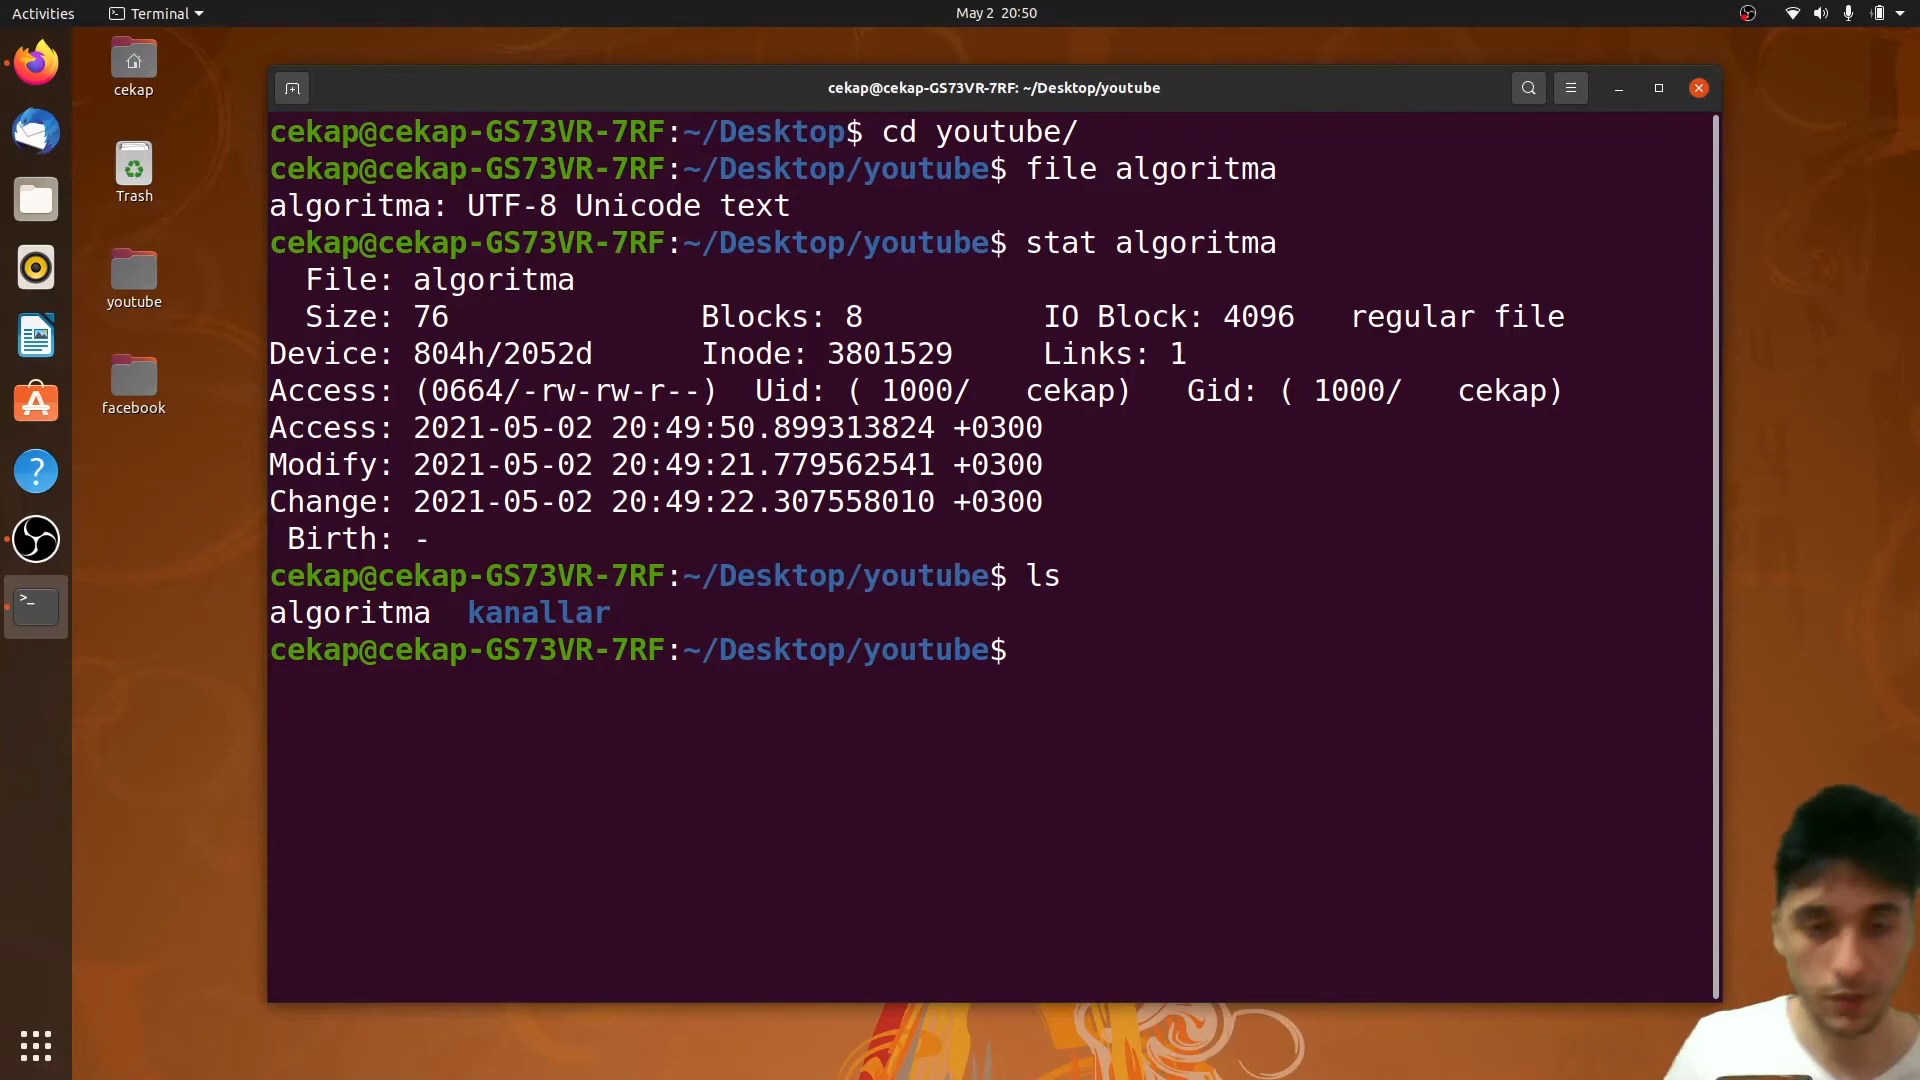 Activities
Terminal
May 2 20:50
cekap
Trash
youtube
facebook
cekap@cekap-GS73VR-7RF: ~/Desktop/youtube
cekap@cekap-GS73VR-7RF:~/Desktop$ cd youtube/
cekap@cekap-GS73VR-7RF:~/Desktop/youtube$ file algoritma
algoritma: UTF-8 Unicode text
cekap@cekap-GS73VR-7RF:~/Desktop/youtube$ stat algoritma
  File: algoritma
  Size: 76              Blocks: 8          IO Block: 4096   regular file
Device: 804h/2052d      Inode: 3801529     Links: 1
Access: (0664/-rw-rw-r--)  Uid: ( 1000/   cekap)   Gid: ( 1000/   cekap)
Access: 2021-05-02 20:49:50.899313824 +0300
Modify: 2021-05-02 20:49:21.779562541 +0300
Change: 2021-05-02 20:49:22.307558010 +0300
 Birth: -
cekap@cekap-GS73VR-7RF:~/Desktop/youtube$ ls
algoritma  kanallar
cekap@cekap-GS73VR-7RF:~/Desktop/youtube$